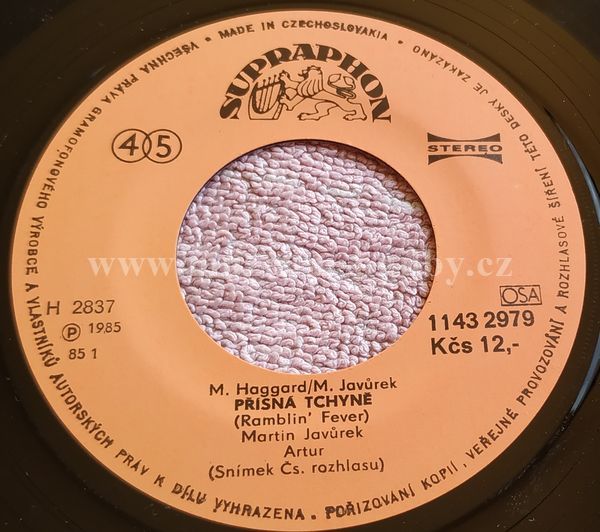 VŠECHNA PRÁVA GRAMOFONOVÉHO VÝROBCE A VLASTNÍKŮ AUTORSKÝCH PRÁV K DÍLU VYHRAZENA. POŘIZOVÁNÍ KOPIÍ, VEŘEJNÉ PROVOZOVÁNÍ A ROZHLASOVÉ ŠÍŘENÍ TÉTO DESKY JE ZAKÁZÁNO • MADE IN CZECHOSLOVAKIA •
SUPRAPHON
45
STEREO
H 2837
Ⓟ 1985
85 1
OSA
1143 2979
Kčs 12,-
M. Haggard/M. Javůrek
PŘÍSNÁ TCHYNĚ
(Ramblin' Fever)
Martin Javůrek
Artur
(Snímek Čs. rozhlasu)